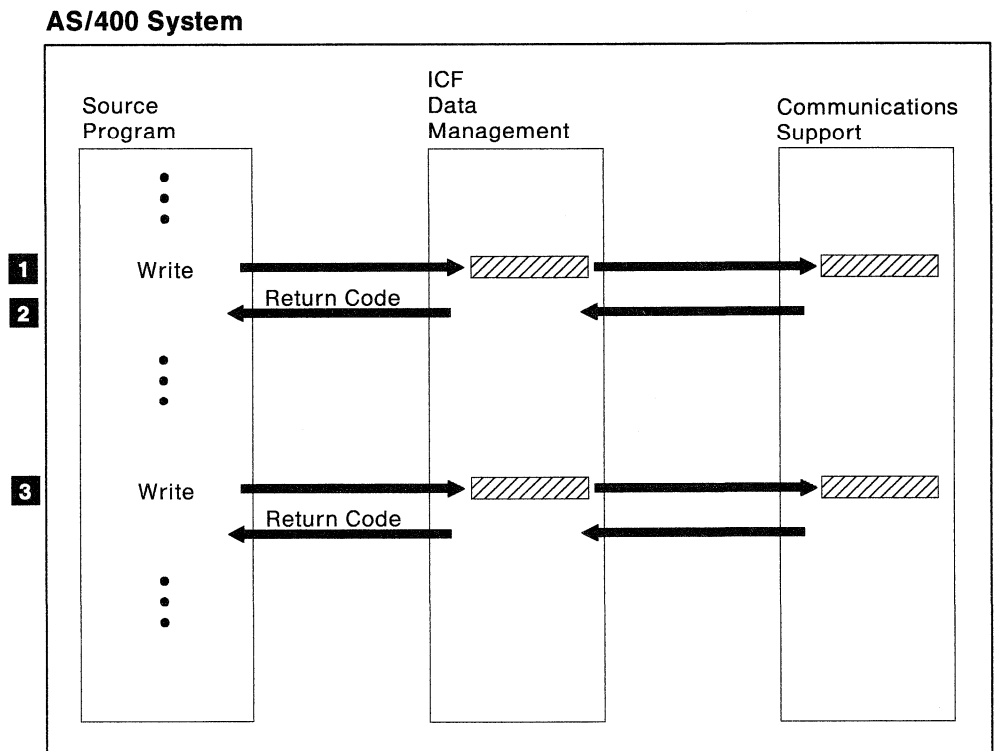 AS/400 System
Source
Program
ICF
Data
Management
Communications
Support
1
Write
Return Code
2
3
Write
Return Code